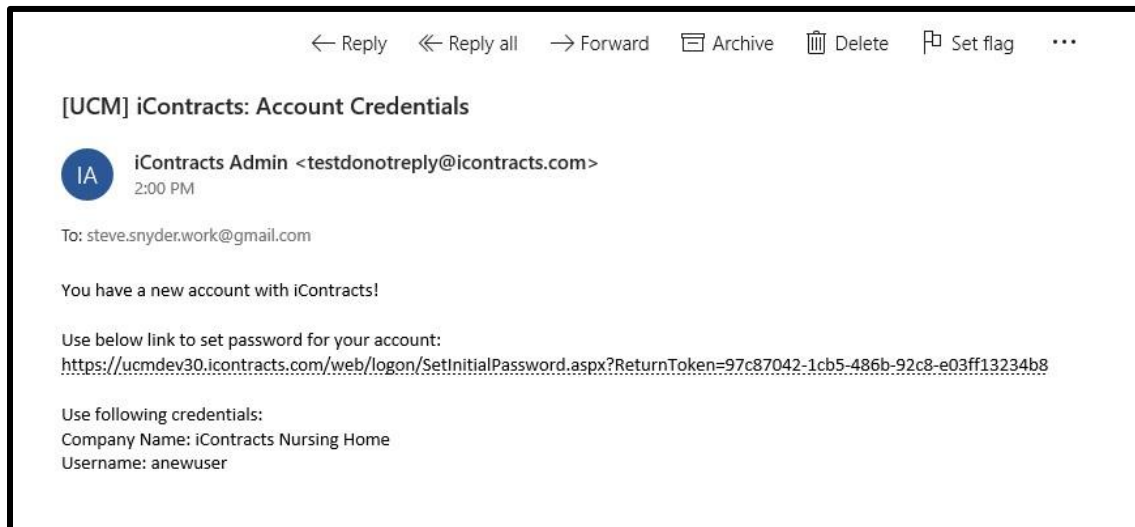 Reply Reply all Forward Archive Delete Set flag ...
[UCM] iContracts: Account Credentials
IA
iContracts Admin <testdonotreply@icontracts.com>
2:00 PM
To: steve.snyder.work@gmail.com
You have a new account with iContracts!
Use below link to set password for your account:
https://ucmdev30.icontracts.com/web/logon/SetInitialPassword.aspx?ReturnToken=97c87042-1cb5-486b-92c8-e03ff13234b8
Use following credentials:
Company Name: iContracts Nursing Home
Username: anewuser